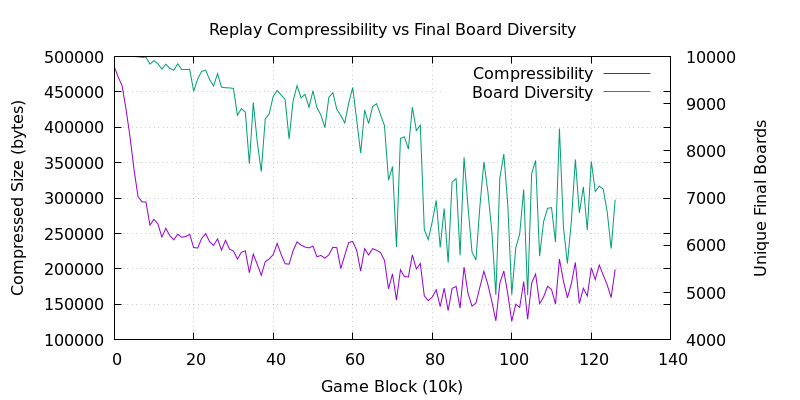 Replay Compressibility vs Final Board Diversity
500000
450000
400000
350000
300000
250000
200000
150000
100000
10000
9000
8000
7000
6000
5000
4000
Compressibility
Board Diversity
Compressed Size (bytes)
Unique Final Boards
0 20 40 60 80 100 120 140
Game Block (10k)